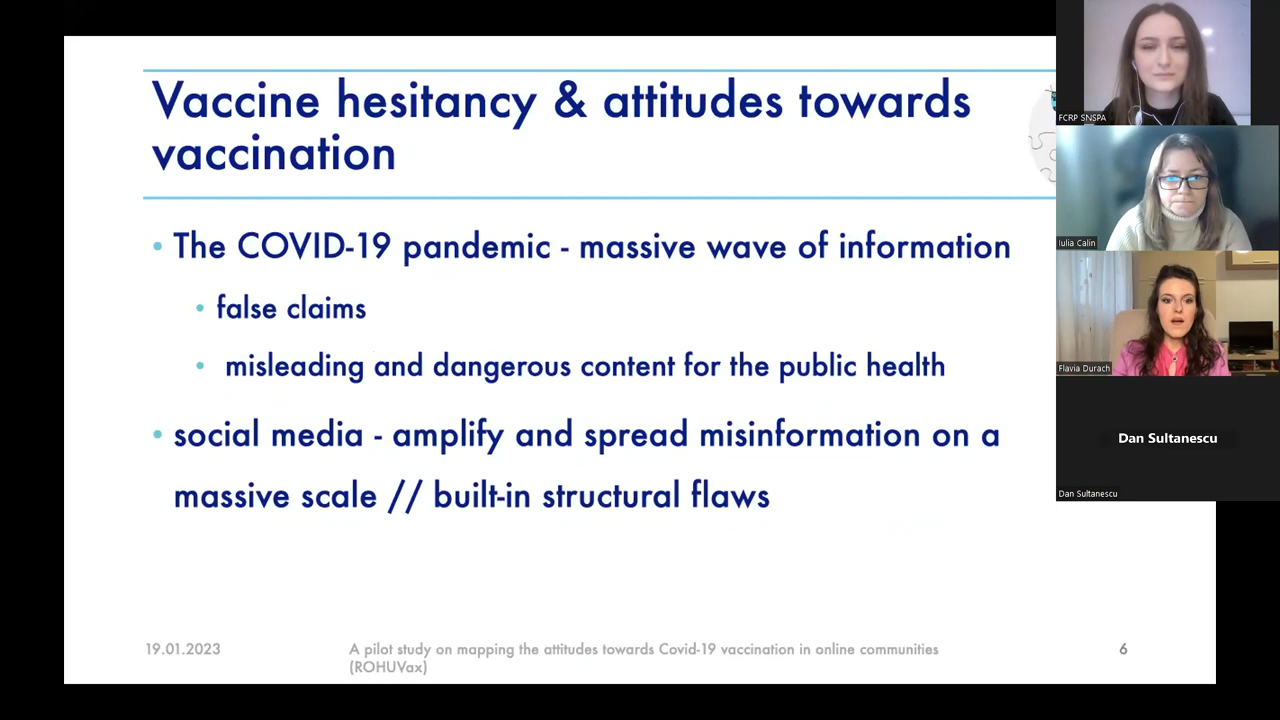 Vaccine hesitancy & attitudes towards
vaccination
• The COVID-19 pandemic - massive wave of information
• false claims
• misleading and dangerous content for the public health
• social media - amplify and spread misinformation on a
massive scale // built-in structural flaws
19.01.2023
A pilot study on mapping the attitudes towards Covid-19 vaccination in online communities
(ROHUVax)
6
FCRP SNSPA
Iulia Calin
Flavia Durach
Dan Sultanescu
Dan Sultanescu